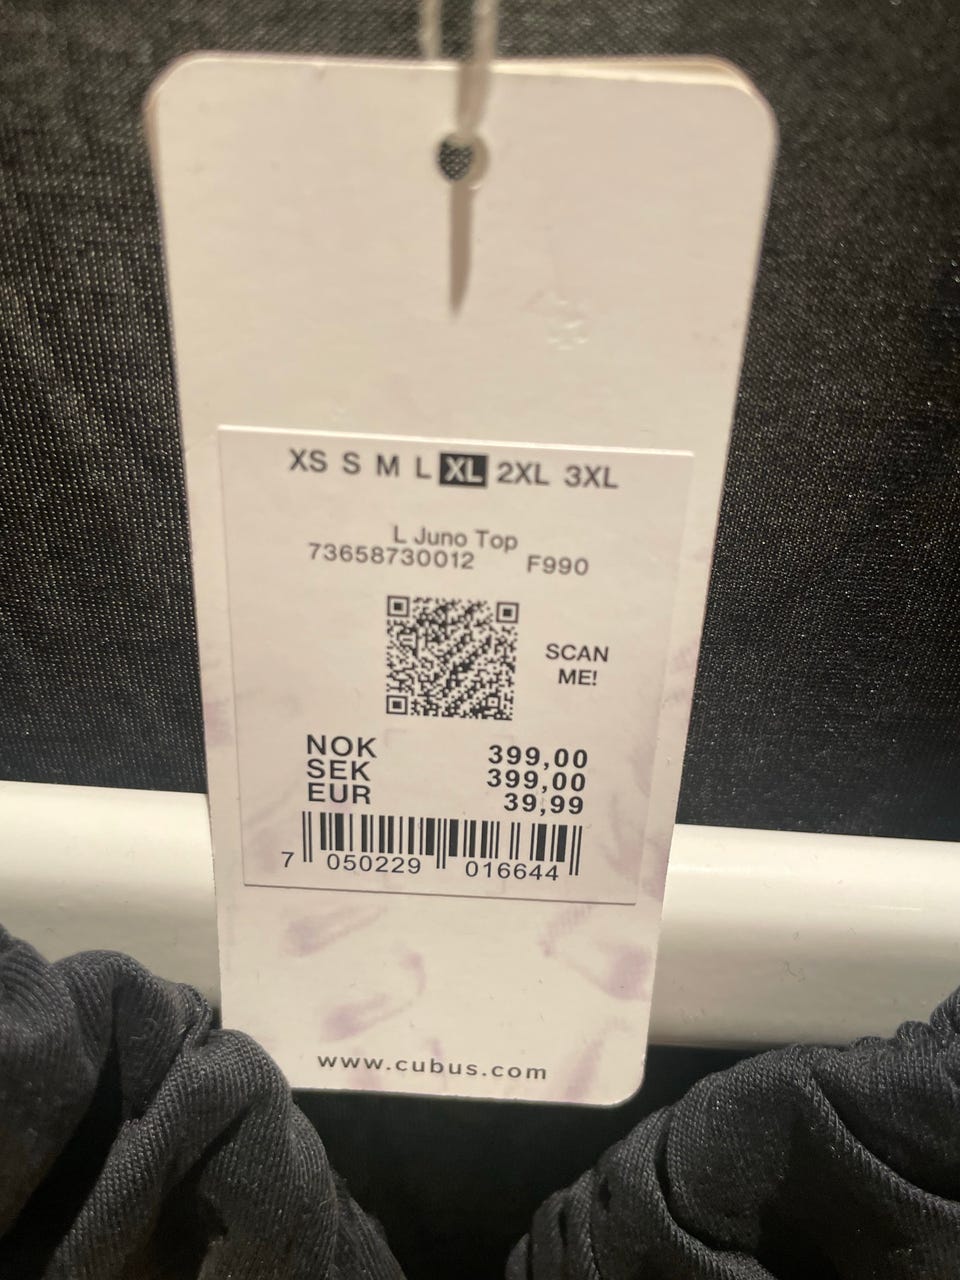 XS S M L XL 2XL 3XL
L Juno Top
73658730012 F990
SCAN
ME!
NOK 399,00
SEK 399,00
EUR 39,99
7 050229 016644
www.cubus.com